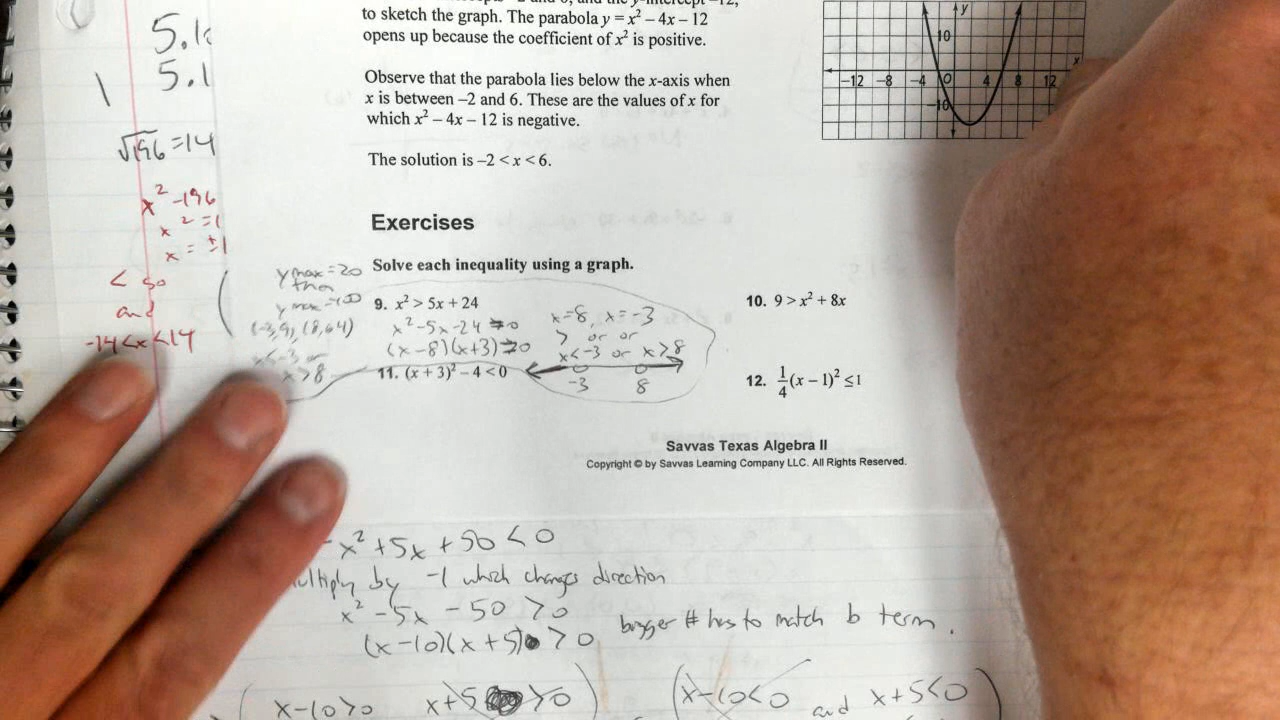 to sketch the graph. The parabola y = x² – 4x – 12
opens up because the coefficient of x² is positive.
Observe that the parabola lies below the x-axis when
x is between –2 and 6. These are the values of x for
which x² – 4x – 12 is negative.
The solution is –2 < x < 6.
y
10
x
–12 –8 –4 O 4 8 12
–10
5.1
√196 = 14
x² -196
x² = 1
x = ±1
< so
and
-14<x<14
Exercises
Solve each inequality using a graph.
y max = 20
then
y max = 100
(-3,9), (8,64)
x < -3 or
x > 8
9. x² > 5x + 24
x² - 5x - 24 > 0
(x - 8)(x + 3) > 0
x = 8, x = -3
> or or
x < -3 or x > 8
-3 8
10. 9 > x² + 8x
11. (x + 3)² – 4 < 0
12. 1/4 (x – 1)² ≤ 1
Savvas Texas Algebra II
Copyright © by Savvas Learning Company LLC. All Rights Reserved.
-x² + 5x + 50 < 0
by -1 which changes direction
x² - 5x - 50 > 0
(x - 10)(x + 5) > 0 bigger # has to match b term.
( x - 10 > 0 x + 5 > 0 ) ( x - 10 < 0 and x + 5 < 0 )